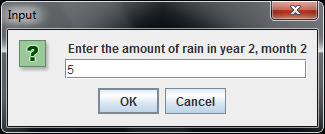 Input
Enter the amount of rain in year 2, month 2
5
OK Cancel